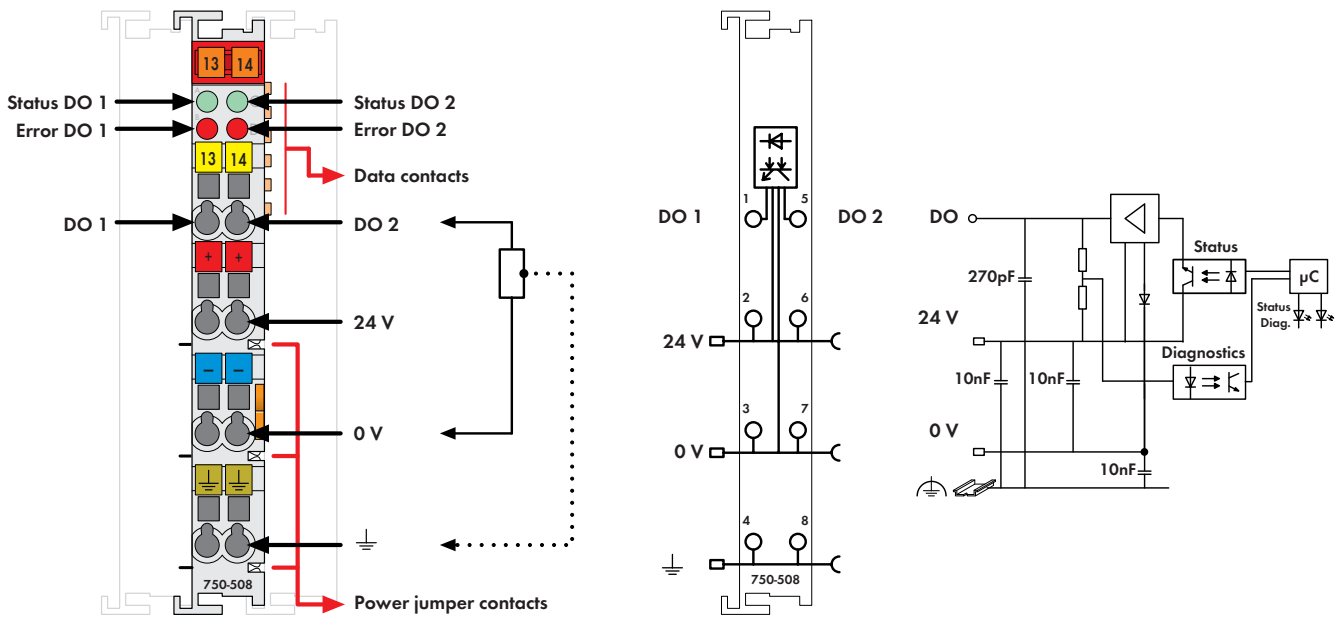 13 14
A C
Status DO 1
Status DO 2
Error DO 1
Error DO 2
13 14
Data contacts
DO 1
DO 2
+ +
24 V
− −
0 V
750-508
Power jumper contacts
1 5
DO 1
DO 2
2 6
24 V
3 7
0 V
4 8
750-508
DO
270pF
Status
µC
Status
Diag.
24 V
Diagnostics
10nF
10nF
0 V
10nF